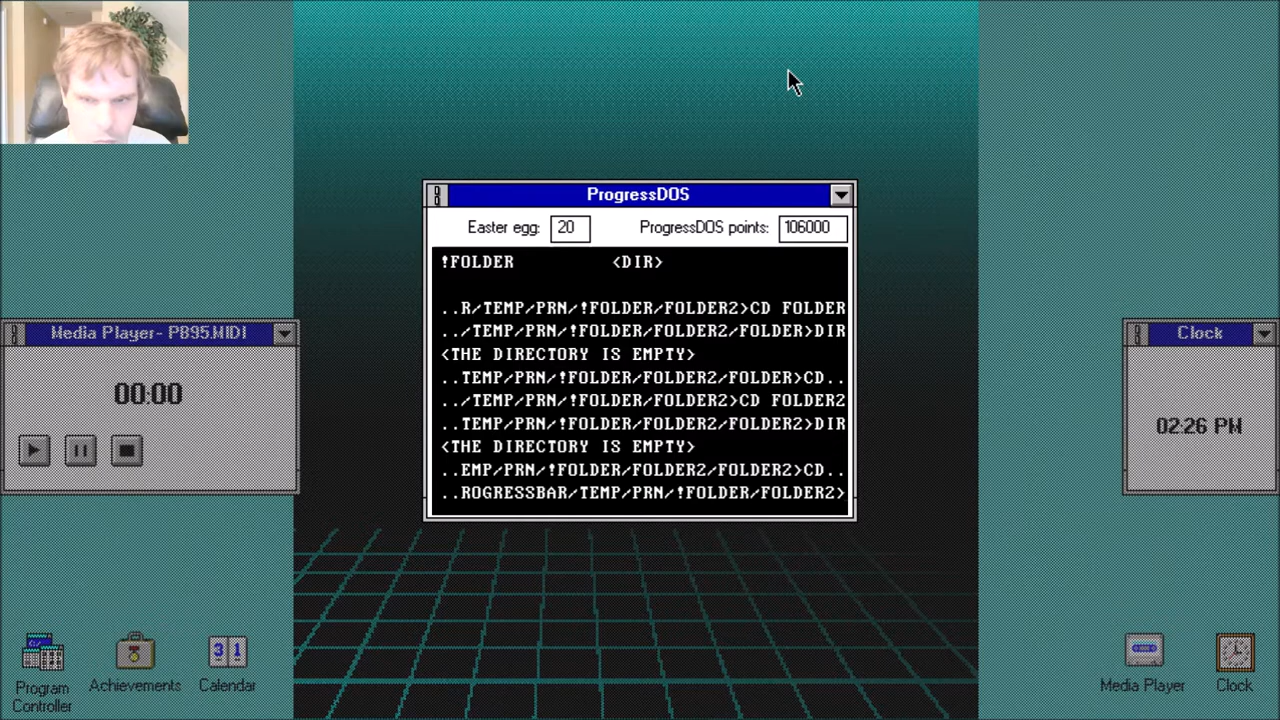 ProgressDOS
Easter egg: 20 ProgressDOS points: 106000
!FOLDER <DIR>
..R/TEMP/PRN/!FOLDER/FOLDER2>CD FOLDER
../TEMP/PRN/!FOLDER/FOLDER2/FOLDER>DIR
<THE DIRECTORY IS EMPTY>
..TEMP/PRN/!FOLDER/FOLDER2/FOLDER>CD..
../TEMP/PRN/!FOLDER/FOLDER2>CD FOLDER2
..TEMP/PRN/!FOLDER/FOLDER2/FOLDER2>DIR
<THE DIRECTORY IS EMPTY>
..EMP/PRN/!FOLDER/FOLDER2/FOLDER2>CD..
..ROGRESSBAR/TEMP/PRN/!FOLDER/FOLDER2>
Media Player- PB95.MIDI
00:00
Clock
02:26 PM
Program
Controller
Achievements
31
Calendar
Media Player
Clock